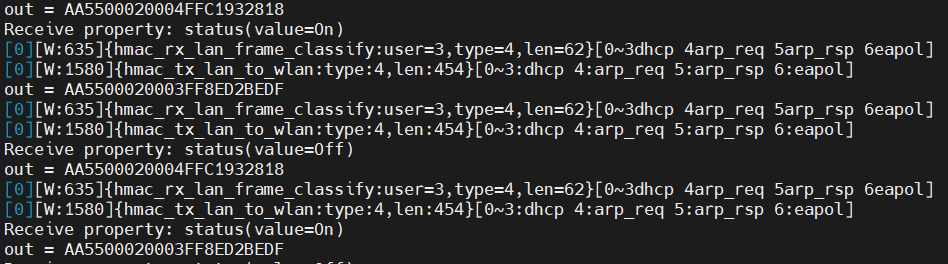 out = AA5500020004FFC1932818
Receive property: status(value=On)
[0][W:635]{hmac_rx_lan_frame_classify:user=3,type=4,len=62}[0~3dhcp 4arp_req 5arp_rsp 6eapol]
[0][W:1580]{hmac_tx_lan_to_wlan:type:4,len:454}[0~3:dhcp 4:arp_req 5:arp_rsp 6:eapol]
out = AA5500020003FF8ED2BEDF
[0][W:635]{hmac_rx_lan_frame_classify:user=3,type=4,len=62}[0~3dhcp 4arp_req 5arp_rsp 6eapol]
[0][W:1580]{hmac_tx_lan_to_wlan:type:4,len:454}[0~3:dhcp 4:arp_req 5:arp_rsp 6:eapol]
Receive property: status(value=Off)
out = AA5500020004FFC1932818
[0][W:635]{hmac_rx_lan_frame_classify:user=3,type=4,len=62}[0~3dhcp 4arp_req 5arp_rsp 6eapol]
[0][W:1580]{hmac_tx_lan_to_wlan:type:4,len:454}[0~3:dhcp 4:arp_req 5:arp_rsp 6:eapol]
Receive property: status(value=On)
out = AA5500020003FF8ED2BEDF